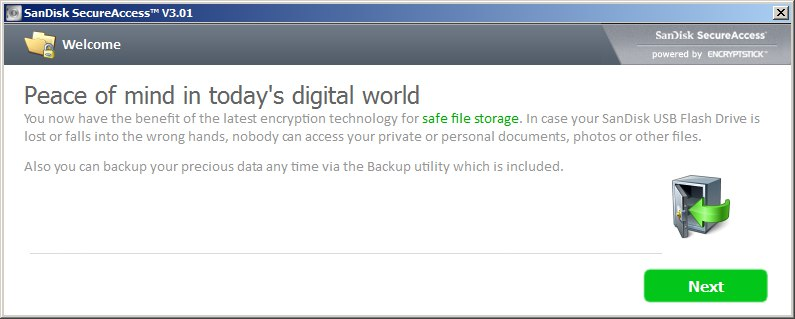 SanDisk SecureAccess™ V3.01
Welcome
SanDisk SecureAccess™
powered by ENCRYPTSTICK™
Peace of mind in today's digital world
You now have the benefit of the latest encryption technology for safe file storage. In case your SanDisk USB Flash Drive is
lost or falls into the wrong hands, nobody can access your private or personal documents, photos or other files.
Also you can backup your precious data any time via the Backup utility which is included.
Next